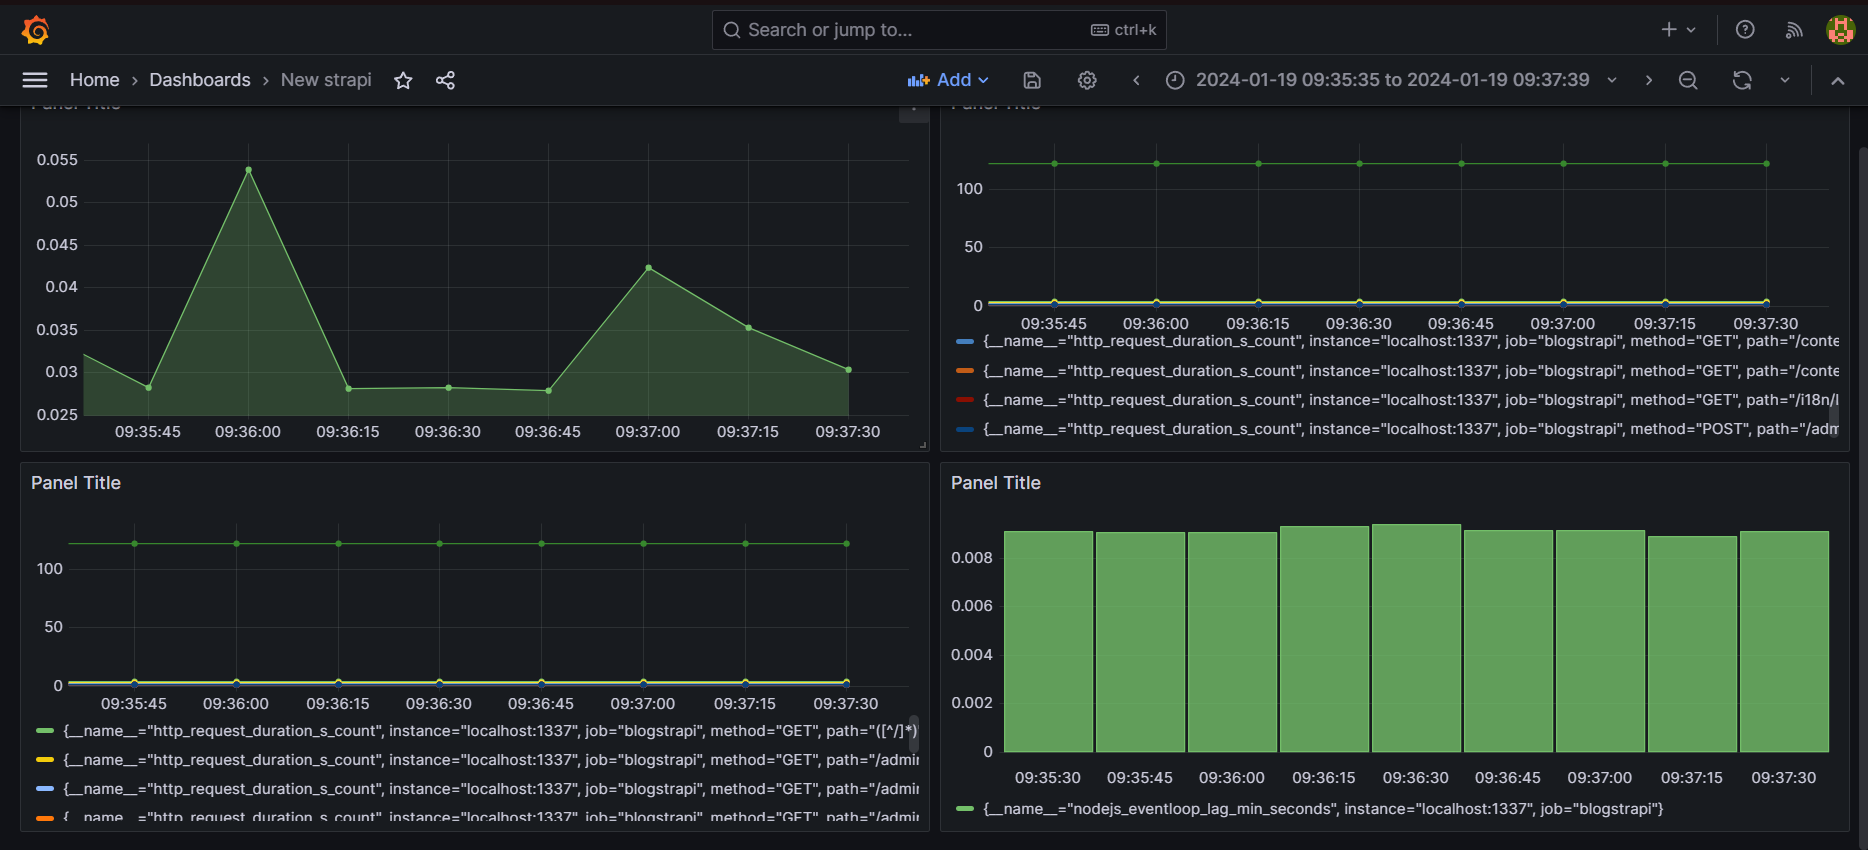 Search or jump to...
ctrl+k
Home
Dashboards
New strapi
Add
2024-01-19 09:35:35 to 2024-01-19 09:37:39
Panel Title
0.055
0.05
0.045
0.04
0.035
0.03
0.025
09:35:45 09:36:00 09:36:15 09:36:30 09:36:45 09:37:00 09:37:15 09:37:30
Panel Title
100
50
0
09:35:45 09:36:00 09:36:15 09:36:30 09:36:45 09:37:00 09:37:15 09:37:30
{__name__="http_request_duration_s_count", instance="localhost:1337", job="blogstrapi", method="GET", path="/conte
{__name__="http_request_duration_s_count", instance="localhost:1337", job="blogstrapi", method="GET", path="/conte
{__name__="http_request_duration_s_count", instance="localhost:1337", job="blogstrapi", method="GET", path="/i18n/l
{__name__="http_request_duration_s_count", instance="localhost:1337", job="blogstrapi", method="POST", path="/adm
Panel Title
100
50
0
09:35:45 09:36:00 09:36:15 09:36:30 09:36:45 09:37:00 09:37:15 09:37:30
{__name__="http_request_duration_s_count", instance="localhost:1337", job="blogstrapi", method="GET", path="([^/]*)
{__name__="http_request_duration_s_count", instance="localhost:1337", job="blogstrapi", method="GET", path="/admin
{__name__="http_request_duration_s_count", instance="localhost:1337", job="blogstrapi", method="GET", path="/admin
{__name__="http_request_duration_s_count", instance="localhost:1337", job="blogstrapi", method="GET", path="/admin
Panel Title
0.008
0.006
0.004
0.002
0
09:35:30 09:35:45 09:36:00 09:36:15 09:36:30 09:36:45 09:37:00 09:37:15 09:37:30
{__name__="nodejs_eventloop_lag_min_seconds", instance="localhost:1337", job="blogstrapi"}